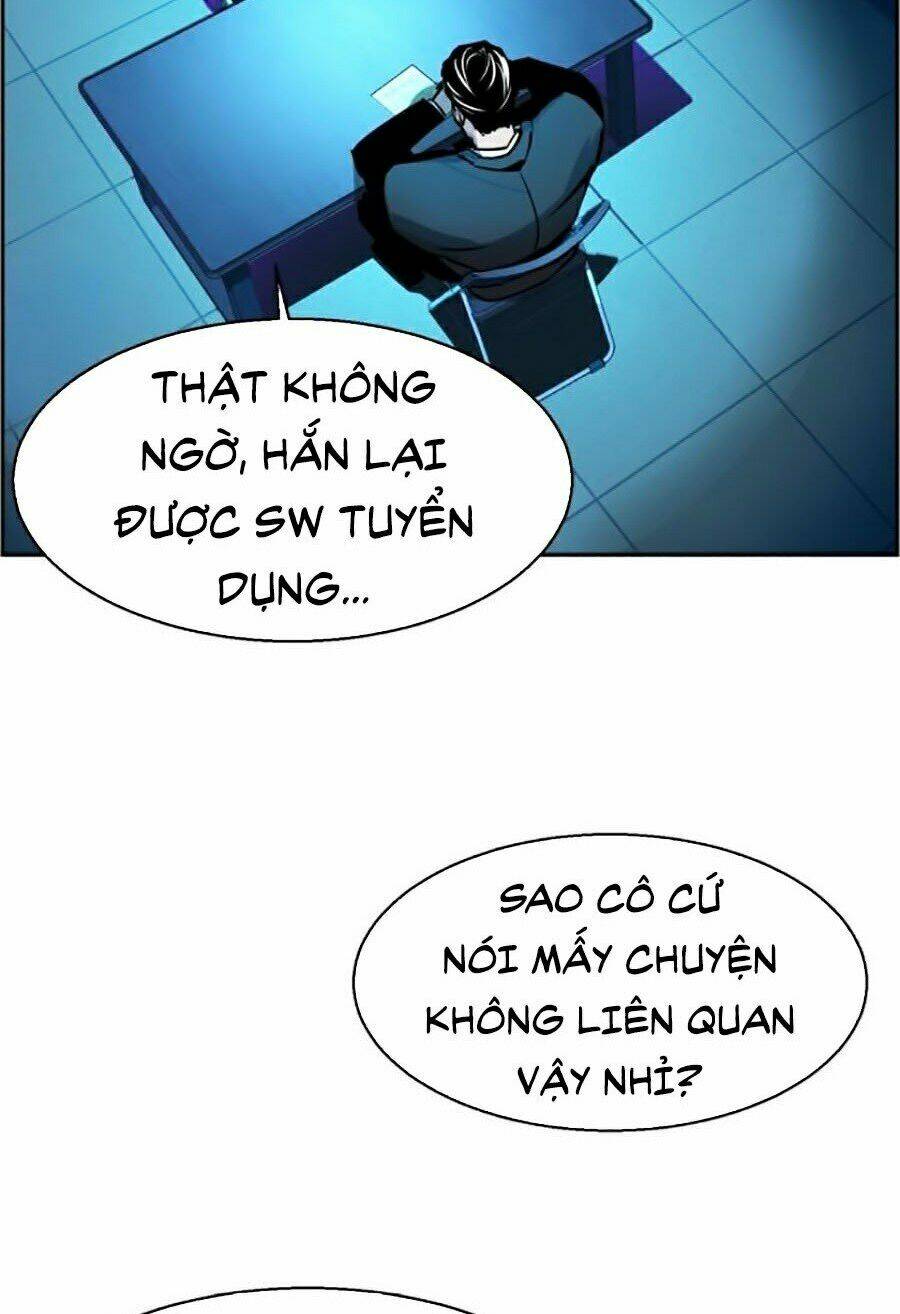 THẬT KHÔNG
NGỜ, HẮN LẠI
ĐƯỢC SW TUYỂN
DỤNG...
SAO CÔ CỨ
NÓI MẤY CHUYỆN
KHÔNG LIÊN QUAN
VẬY NHỈ?